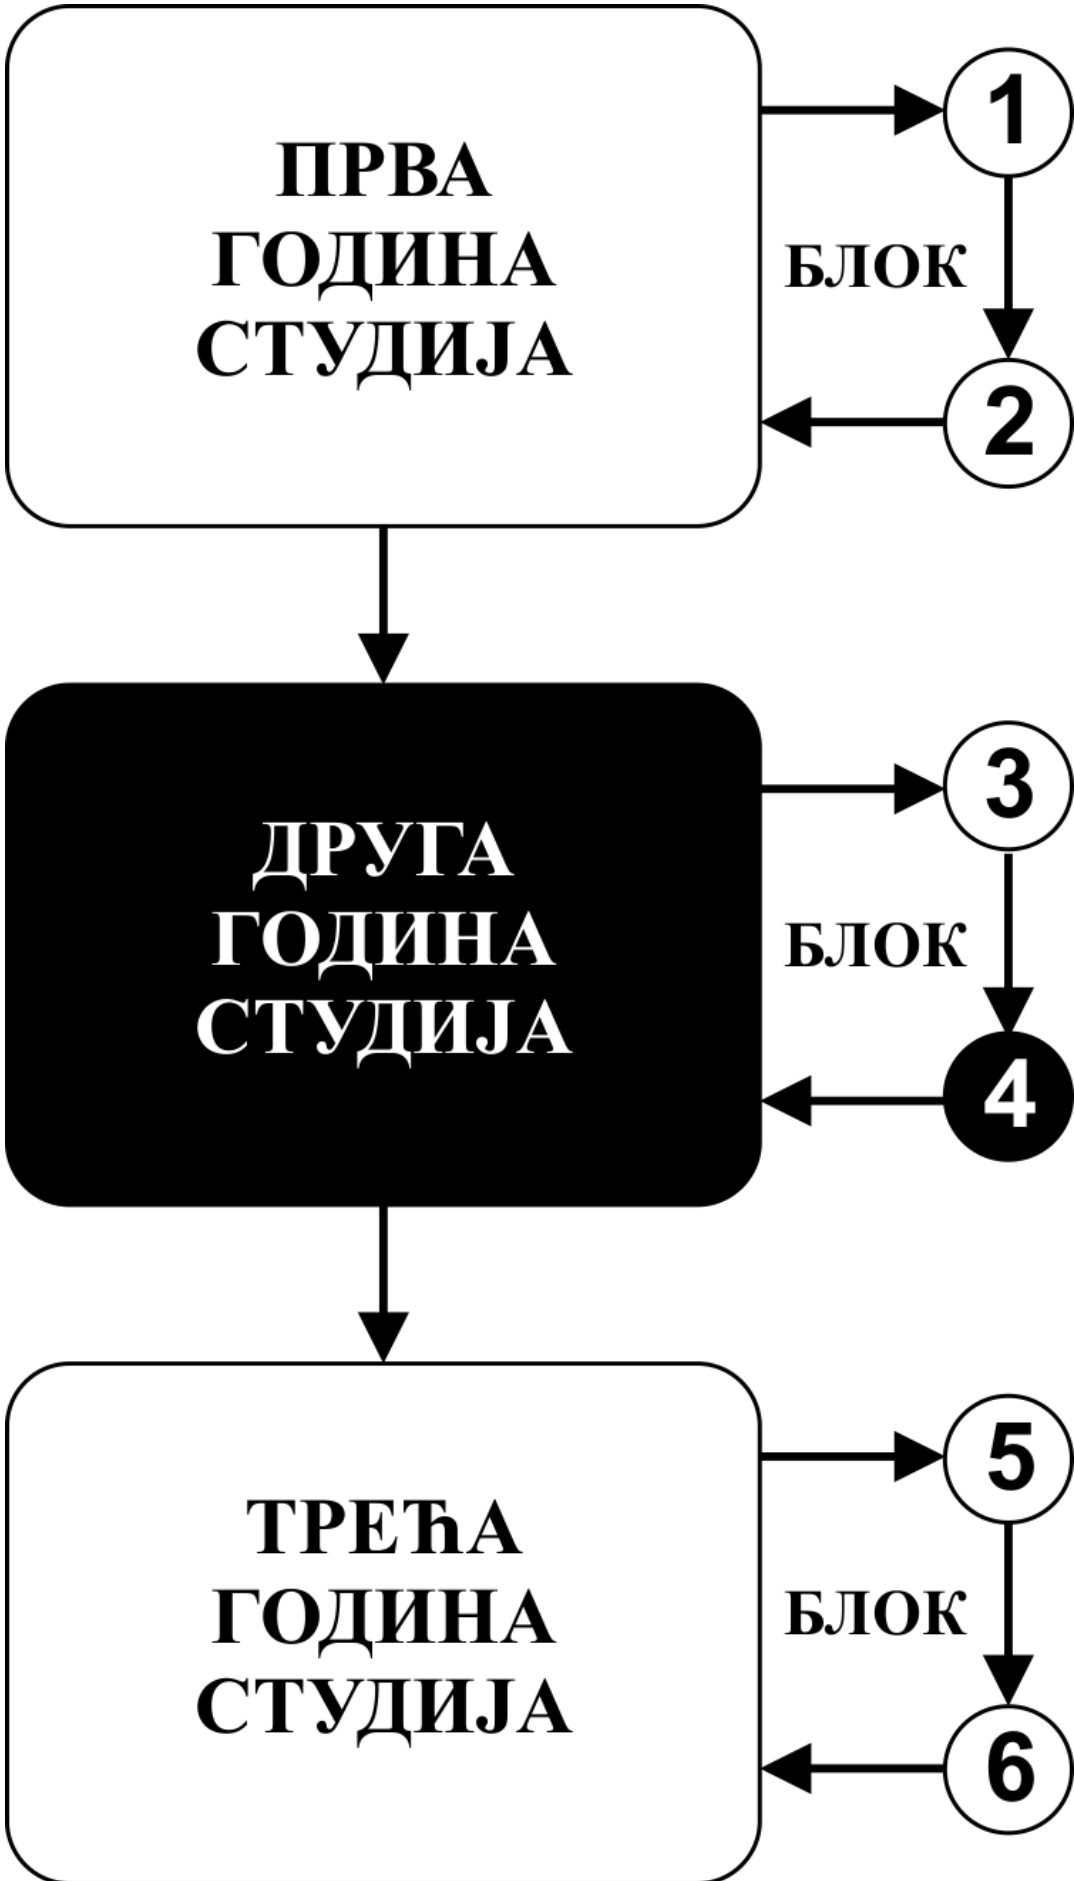 ПРВА
ГОДИНА
СТУДИЈА
1
БЛОК
2
ДРУГА
ГОДИНА
СТУДИЈА
3
БЛОК
4
ТРЕЋА
ГОДИНА
СТУДИЈА
5
БЛОК
6